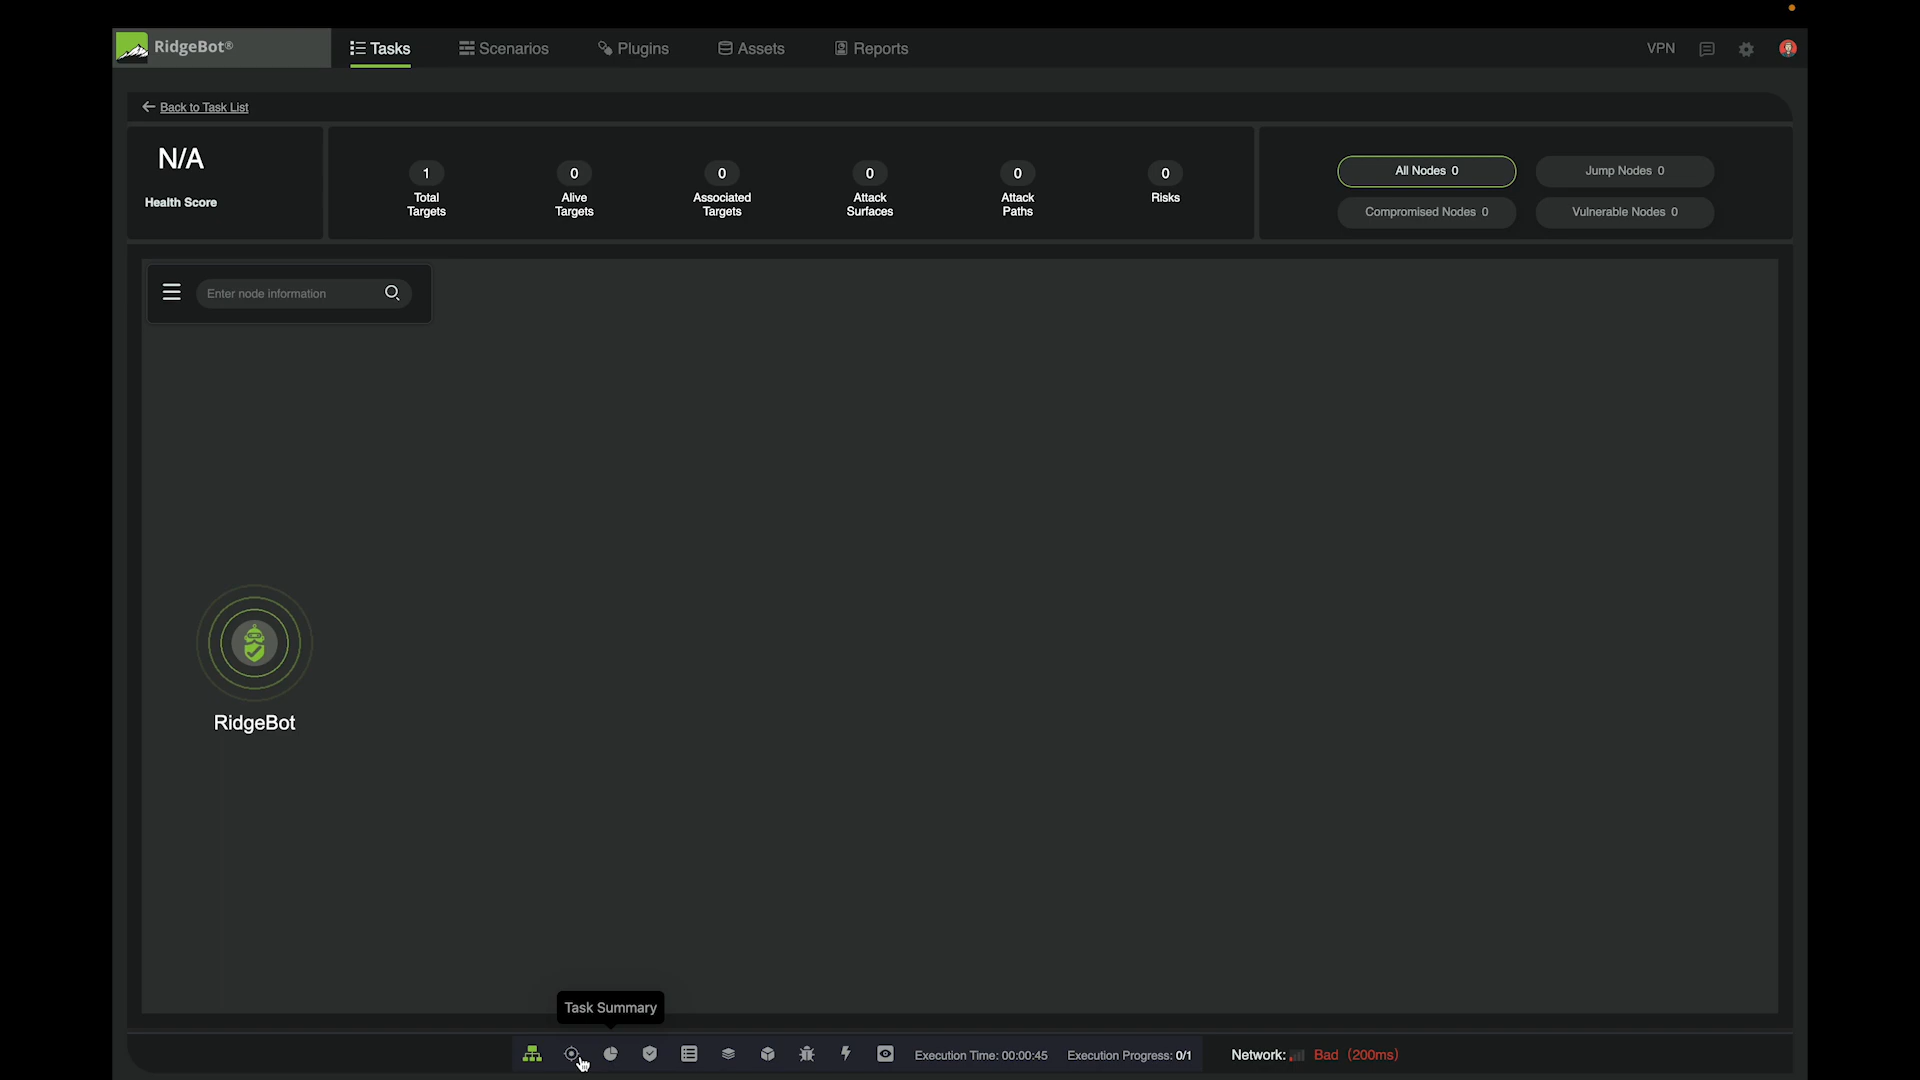 RidgeBot®
Tasks
Scenarios
Plugins
Assets
Reports
VPN
Back to Task List
N/A
Health Score
1
Total
Targets
0
Alive
Targets
0
Associated
Targets
0
Attack
Surfaces
0
Attack
Paths
0
Risks
All Nodes 0
Jump Nodes 0
Compromised Nodes 0
Vulnerable Nodes 0
Enter node information
RidgeBot
Task Summary
Execution Time: 00:00:45
Execution Progress: 0/1
Network: Bad (200ms)